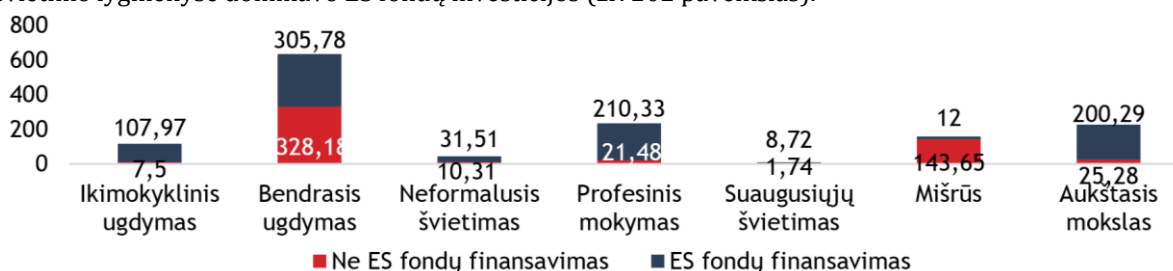 800
600
400
200
0
305,78
107,97
31,51
210,33
8,72
12
200,29
7,5
328,18
10,31
21,48
1,74
143,65
25,28
Ikimokyklinis ugdymas
Bendrasis ugdymas
Neformalusis švietimas
Profesinis mokymas
Suaugusiųjų švietimas
Mišrūs
Aukštasis mokslas
Ne ES fondų finansavimas
ES fondų finansavimas